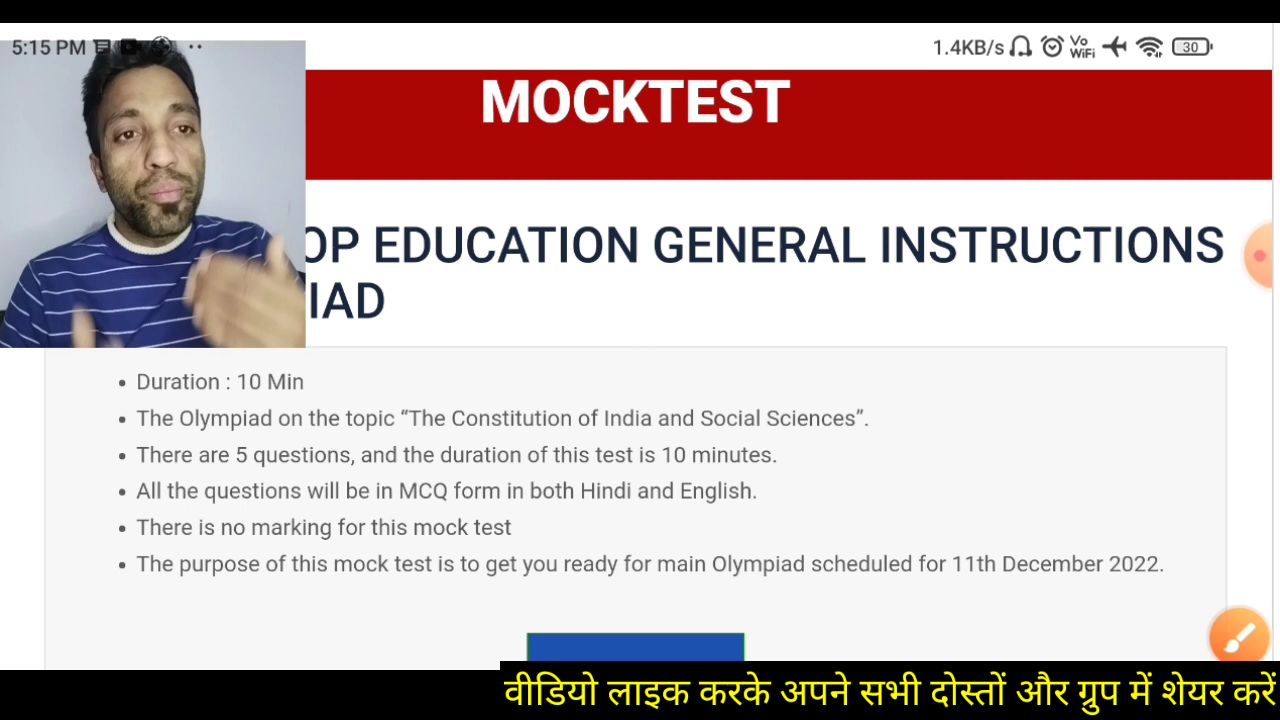 5:15 PM
1.4KB/s Vo WiFi 30
MOCKTEST
OP EDUCATION GENERAL INSTRUCTIONS
IAD
• Duration : 10 Min
• The Olympiad on the topic “The Constitution of India and Social Sciences”.
• There are 5 questions, and the duration of this test is 10 minutes.
• All the questions will be in MCQ form in both Hindi and English.
• There is no marking for this mock test
• The purpose of this mock test is to get you ready for main Olympiad scheduled for 11th December 2022.
वीडियो लाइक करके अपने सभी दोस्तों और ग्रुप में शेयर करें